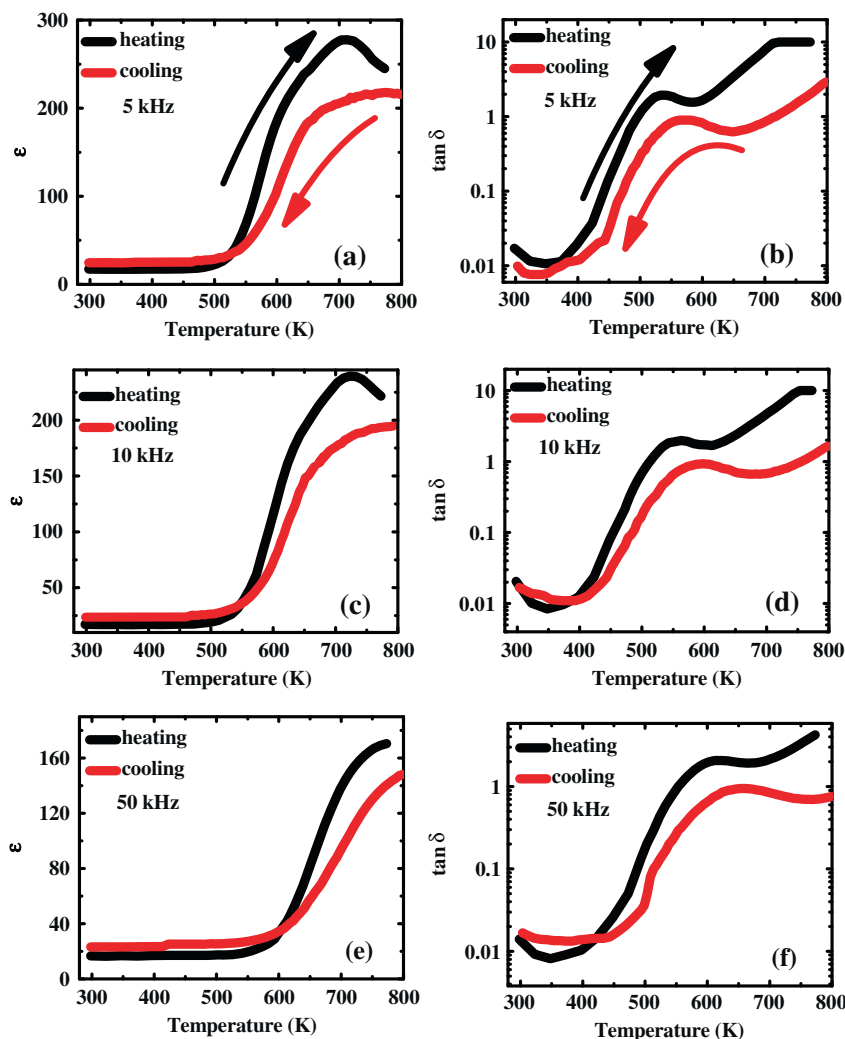 300
200
100
0
ε
heating
cooling
5 kHz
(a)
300 400 500 600 700 800
Temperature (K)
10
1
0.1
0.01
tan δ
heating
cooling
5 kHz
(b)
300 400 500 600 700 800
Temperature (K)
200
150
100
50
ε
heating
cooling
10 kHz
(c)
300 400 500 600 700 800
Temperature (K)
10
1
0.1
0.01
tan δ
heating
cooling
10 kHz
(d)
300 400 500 600 700 800
Temperature (K)
160
120
80
40
0
ε
heating
cooling
50 kHz
(e)
300 400 500 600 700 800
Temperature (K)
1
0.1
0.01
tan δ
heating
cooling
50 kHz
(f)
300 400 500 600 700 800
Temperature (K)